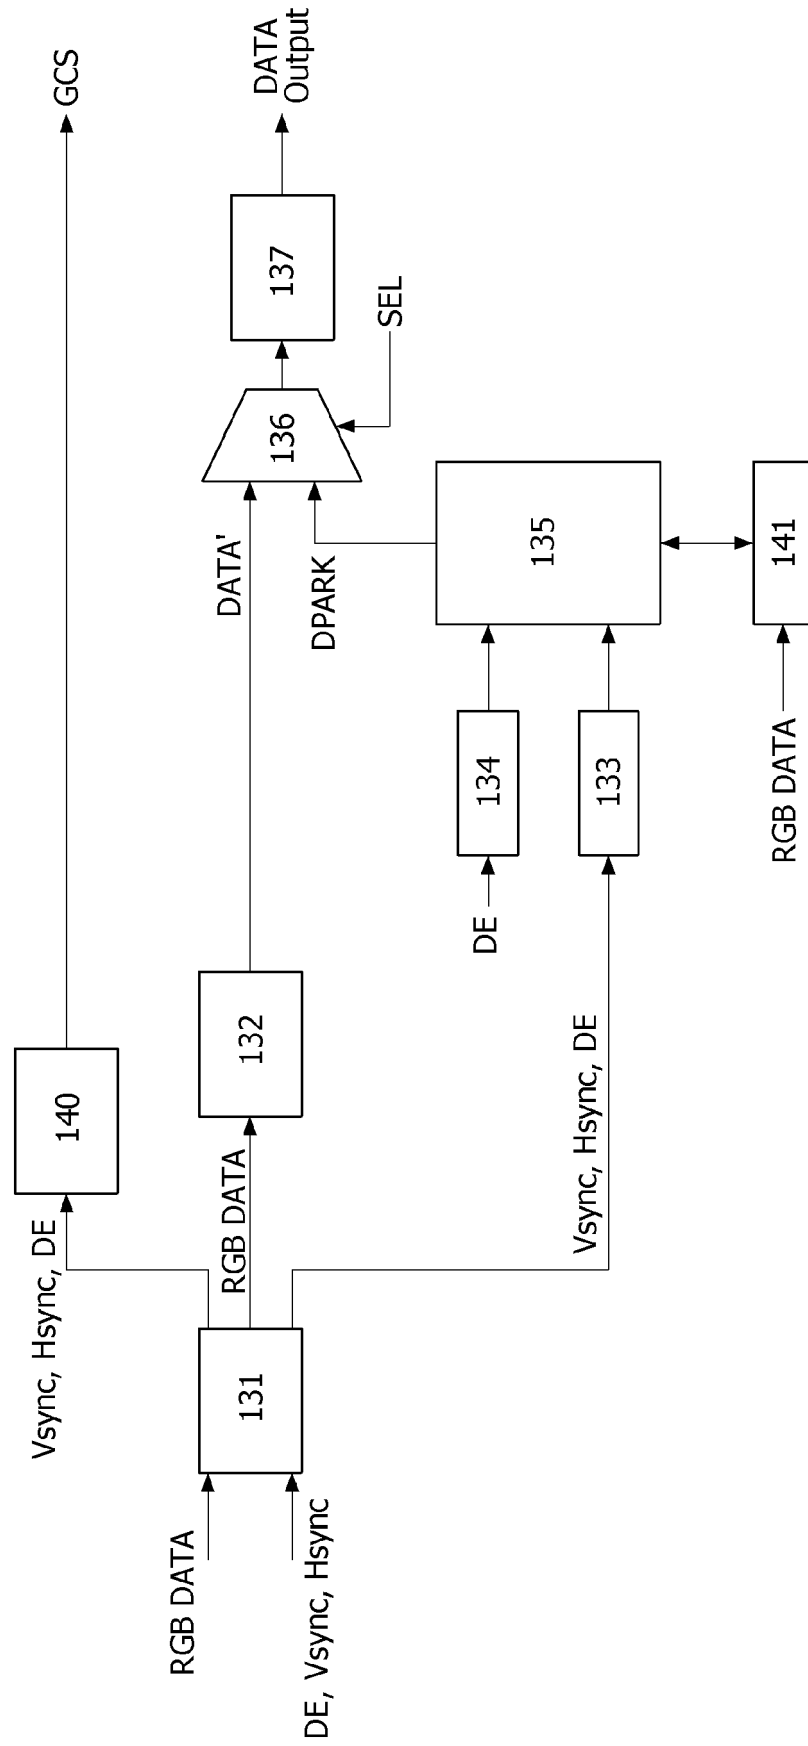 RGB DATA
DE, Vsync, Hsync
131
Vsync, Hsync, DE
140
GCS
RGB DATA
132
DATA'
DPARK
136
SEL
137
DATA
Output
Vsync, Hsync, DE
DE
134
133
135
RGB DATA
141